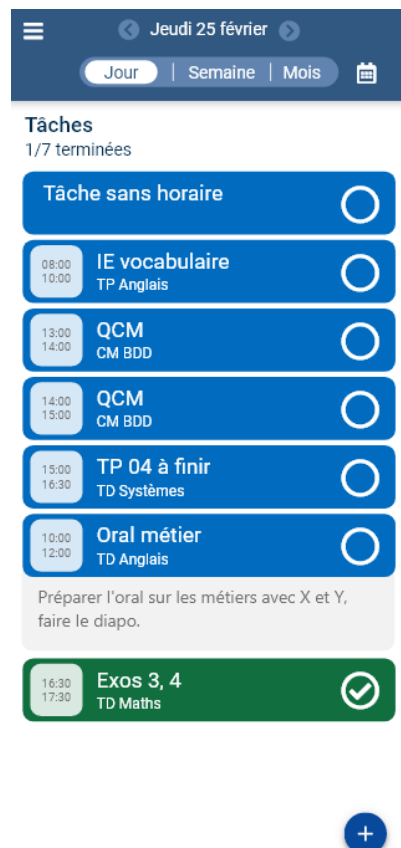 Jeudi 25 février
Jour | Semaine | Mois
Tâches
1/7 terminées
Tâche sans horaire
08:00
10:00
IE vocabulaire
TP Anglais
13:00
14:00
QCM
CM BDD
14:00
15:00
QCM
CM BDD
15:00
16:30
TP 04 à finir
TD Systèmes
10:00
12:00
Oral métier
TD Anglais
Préparer l'oral sur les métiers avec X et Y,
faire le diapo.
16:30
17:30
Exos 3, 4
TD Maths